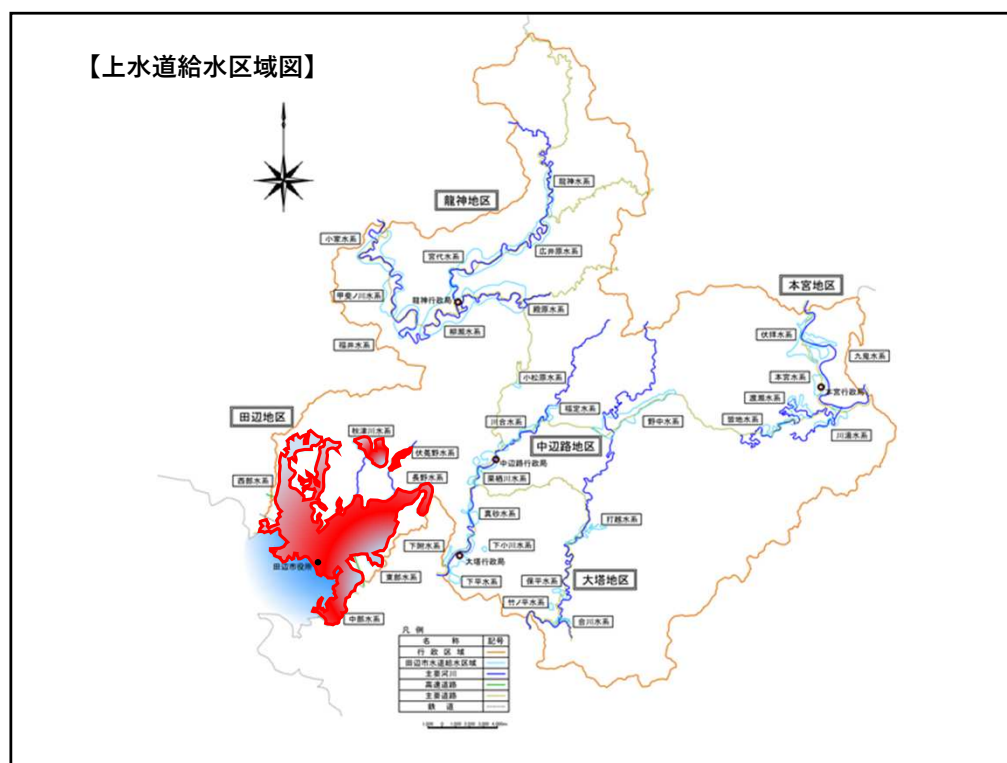 【上水道給水区域図】
龍神水系
龍神地区
小家水系
宮代水系
広井原水系
甲斐ノ川水系
龍神行政局
殿原水系
柳瀬水系
福井水系
本宮地区
伏拝水系
九鬼水系
本宮水系
本宮行政局
渡瀬水系
川湯水系
小松原水系
福定水系
川合水系
野中水系
中辺路地区
中辺路行政局
栗栖川水系
田辺地区
秋津川水系
伏菟野水系
長野水系
西部水系
真砂水系
打越水系
下附水系
下小川水系
大塔行政局
田辺市役所
東部水系
下平水系
保平水系
大塔地区
竹ノ平水系
合川水系
中部水系
凡例
名称 記号
行政区域
田辺市水道給水区域
主要河川
高速道路
主要道路
鉄道